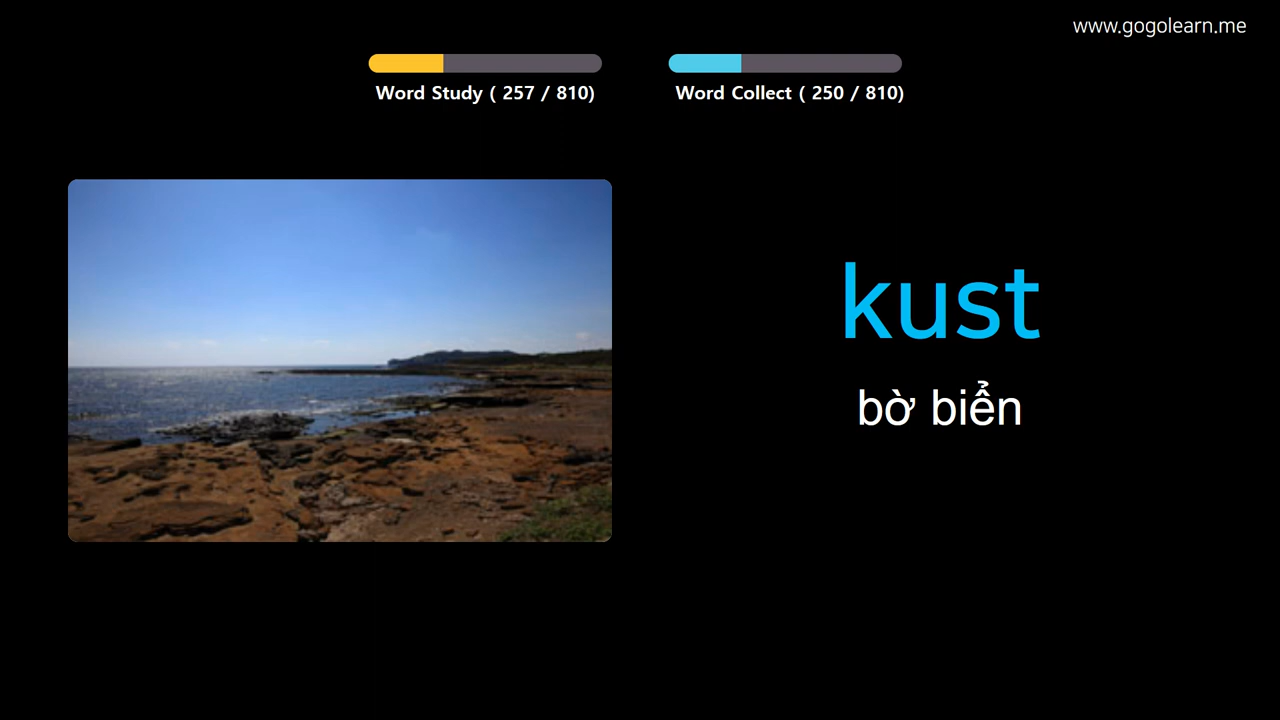 www.gogolearn.me
Word Study ( 257 / 810)
Word Collect ( 250 / 810)
kust
bờ biển